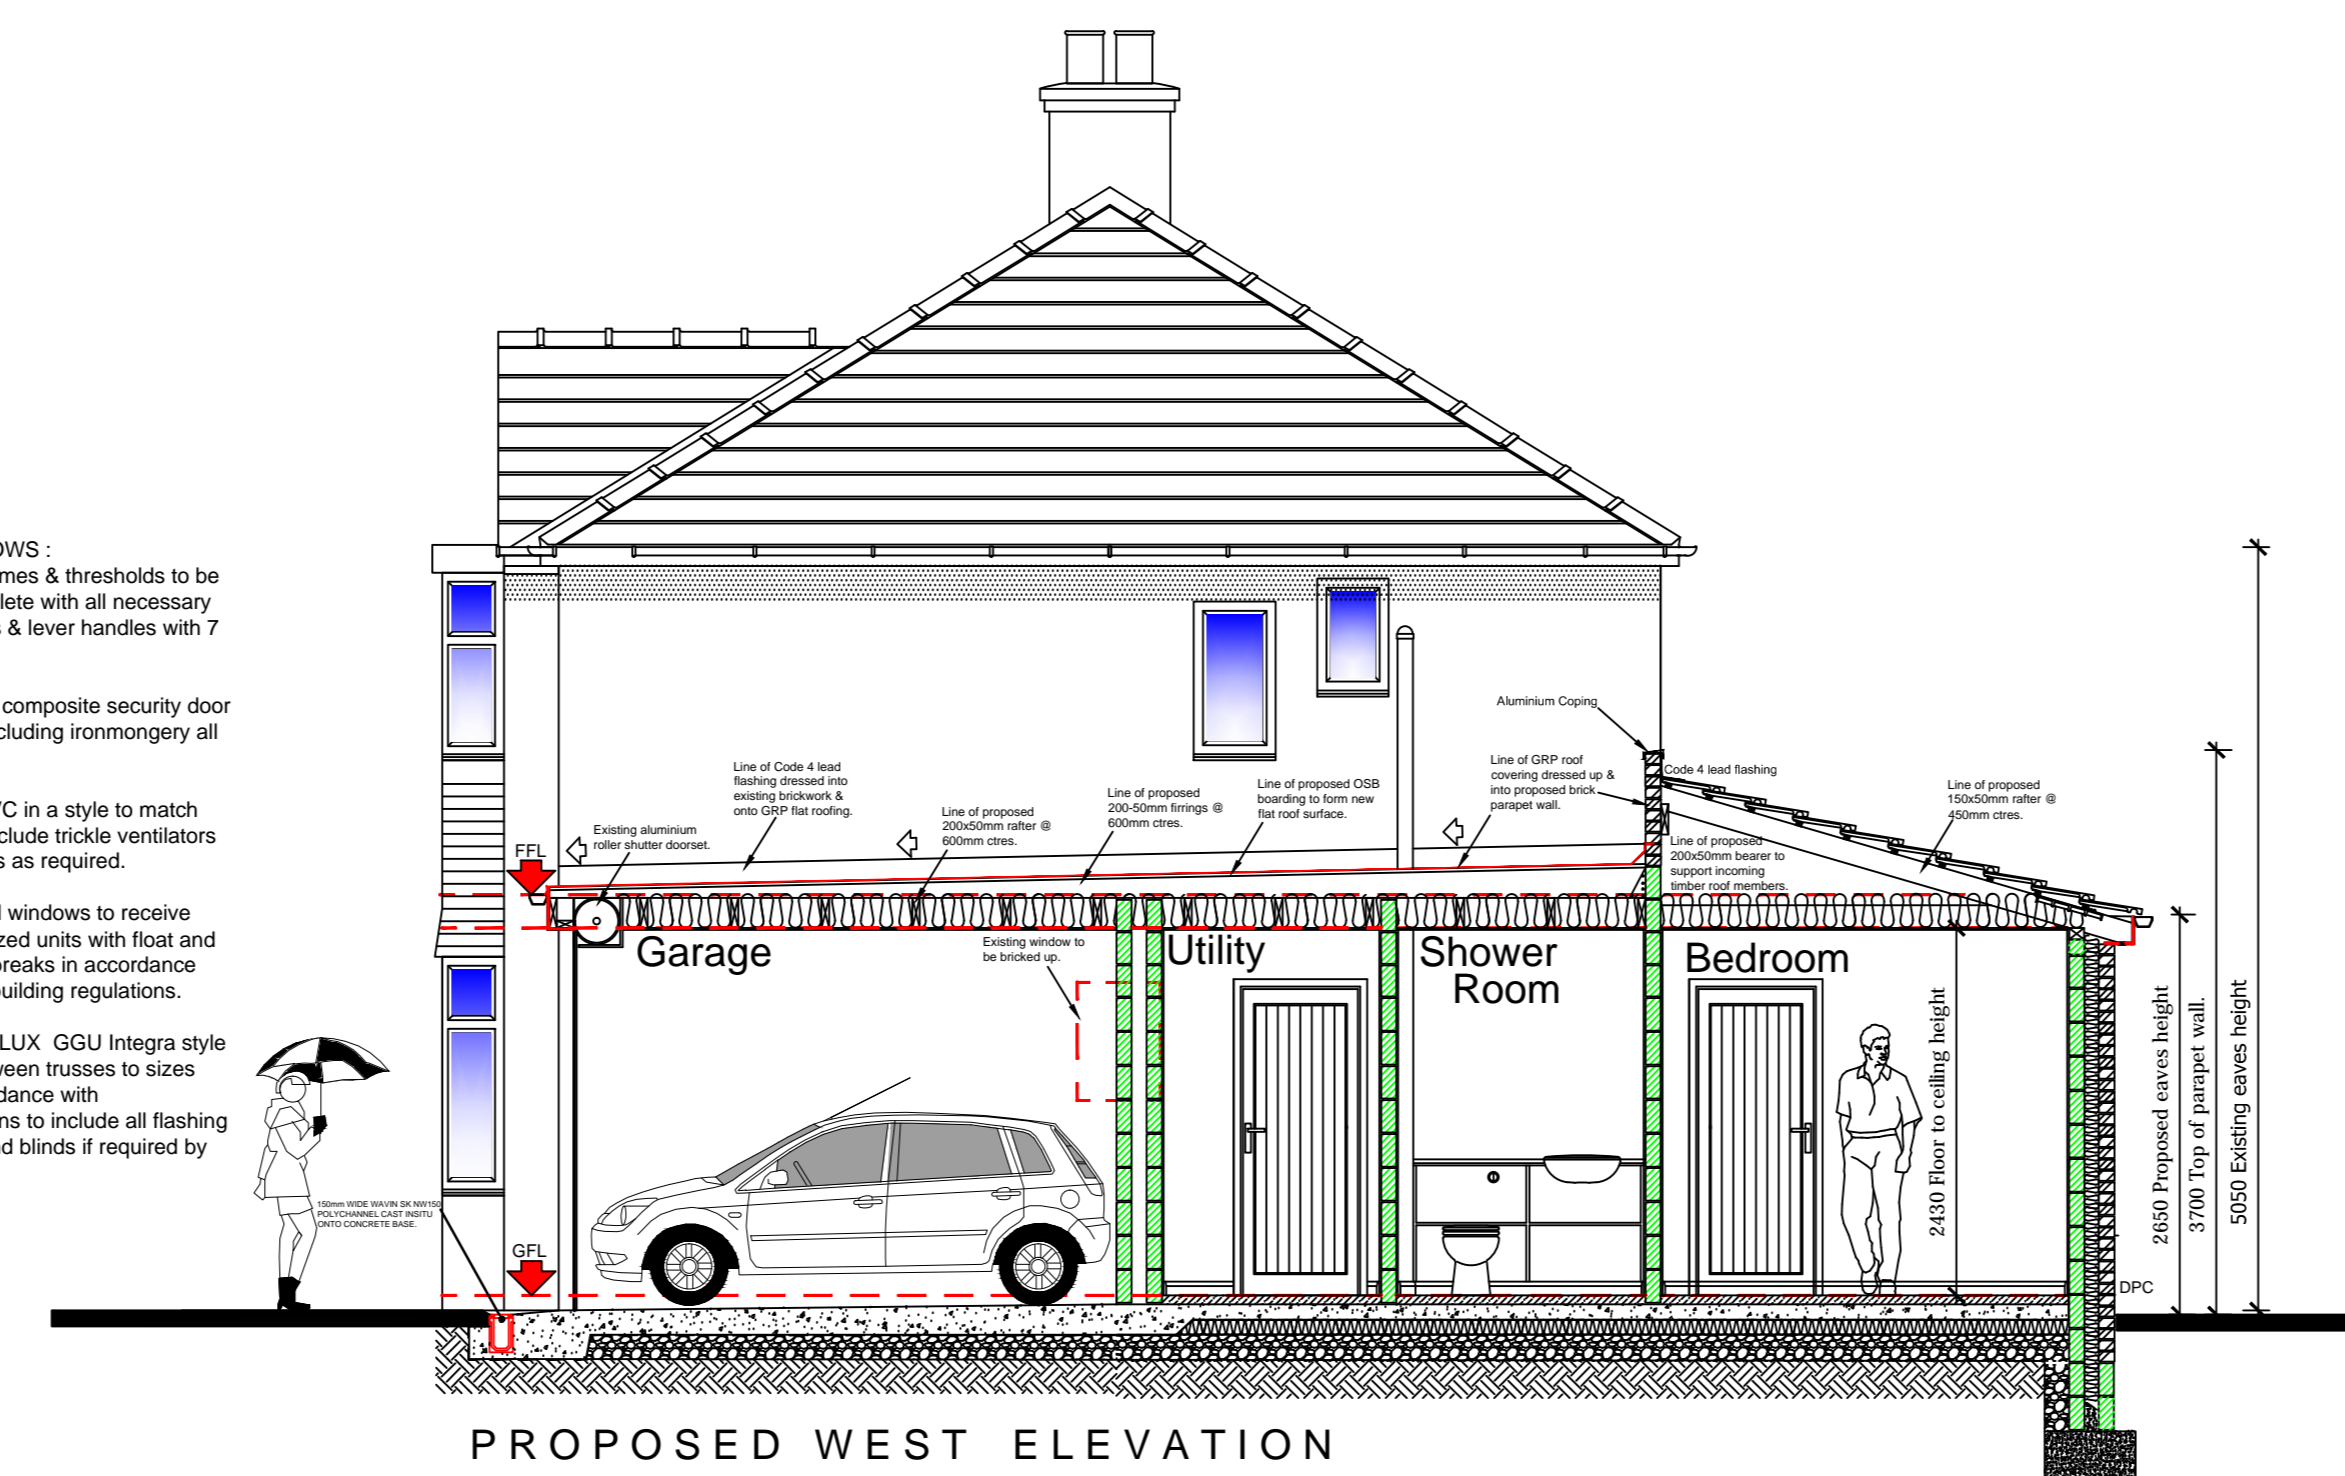 OWS :
mes & thresholds to be
lete with all necessary
s & lever handles with 7
composite security door
cluding ironmongery all
VC in a style to match
clude trickle ventilators
s as required.
l windows to receive
zed units with float and
breaks in accordance
building regulations.
LUX GGU Integra style
ween trusses to sizes
dance with
ns to include all flashing
nd blinds if required by
150mm WIDE WAVIN SK NW150
POLYCHANNEL CAST INSITU
ONTO CONCRETE BASE.
FFL
GFL
Existing aluminium
roller shutter doorset.
Line of Code 4 lead
flashing dressed into
existing brickwork &
onto GRP flat roofing.
Line of proposed
200x50mm rafter @
600mm ctres.
Line of proposed
200-50mm firrings @
600mm ctres.
Line of proposed OSB
boarding to form new
flat roof surface.
Aluminium Coping
Line of GRP roof
covering dressed up &
into proposed brick
parapet wall.
Code 4 lead flashing
Line of proposed
200x50mm bearer to
support incoming
timber roof members.
Line of proposed
150x50mm rafter @
450mm ctres.
Garage
Existing window to
be bricked up.
Utility
Shower
Room
Bedroom
2430 Floor to ceiling height
2650 Proposed eaves height
3700 Top of parapet wall.
5050 Existing eaves height
DPC
PROPOSED WEST ELEVATION